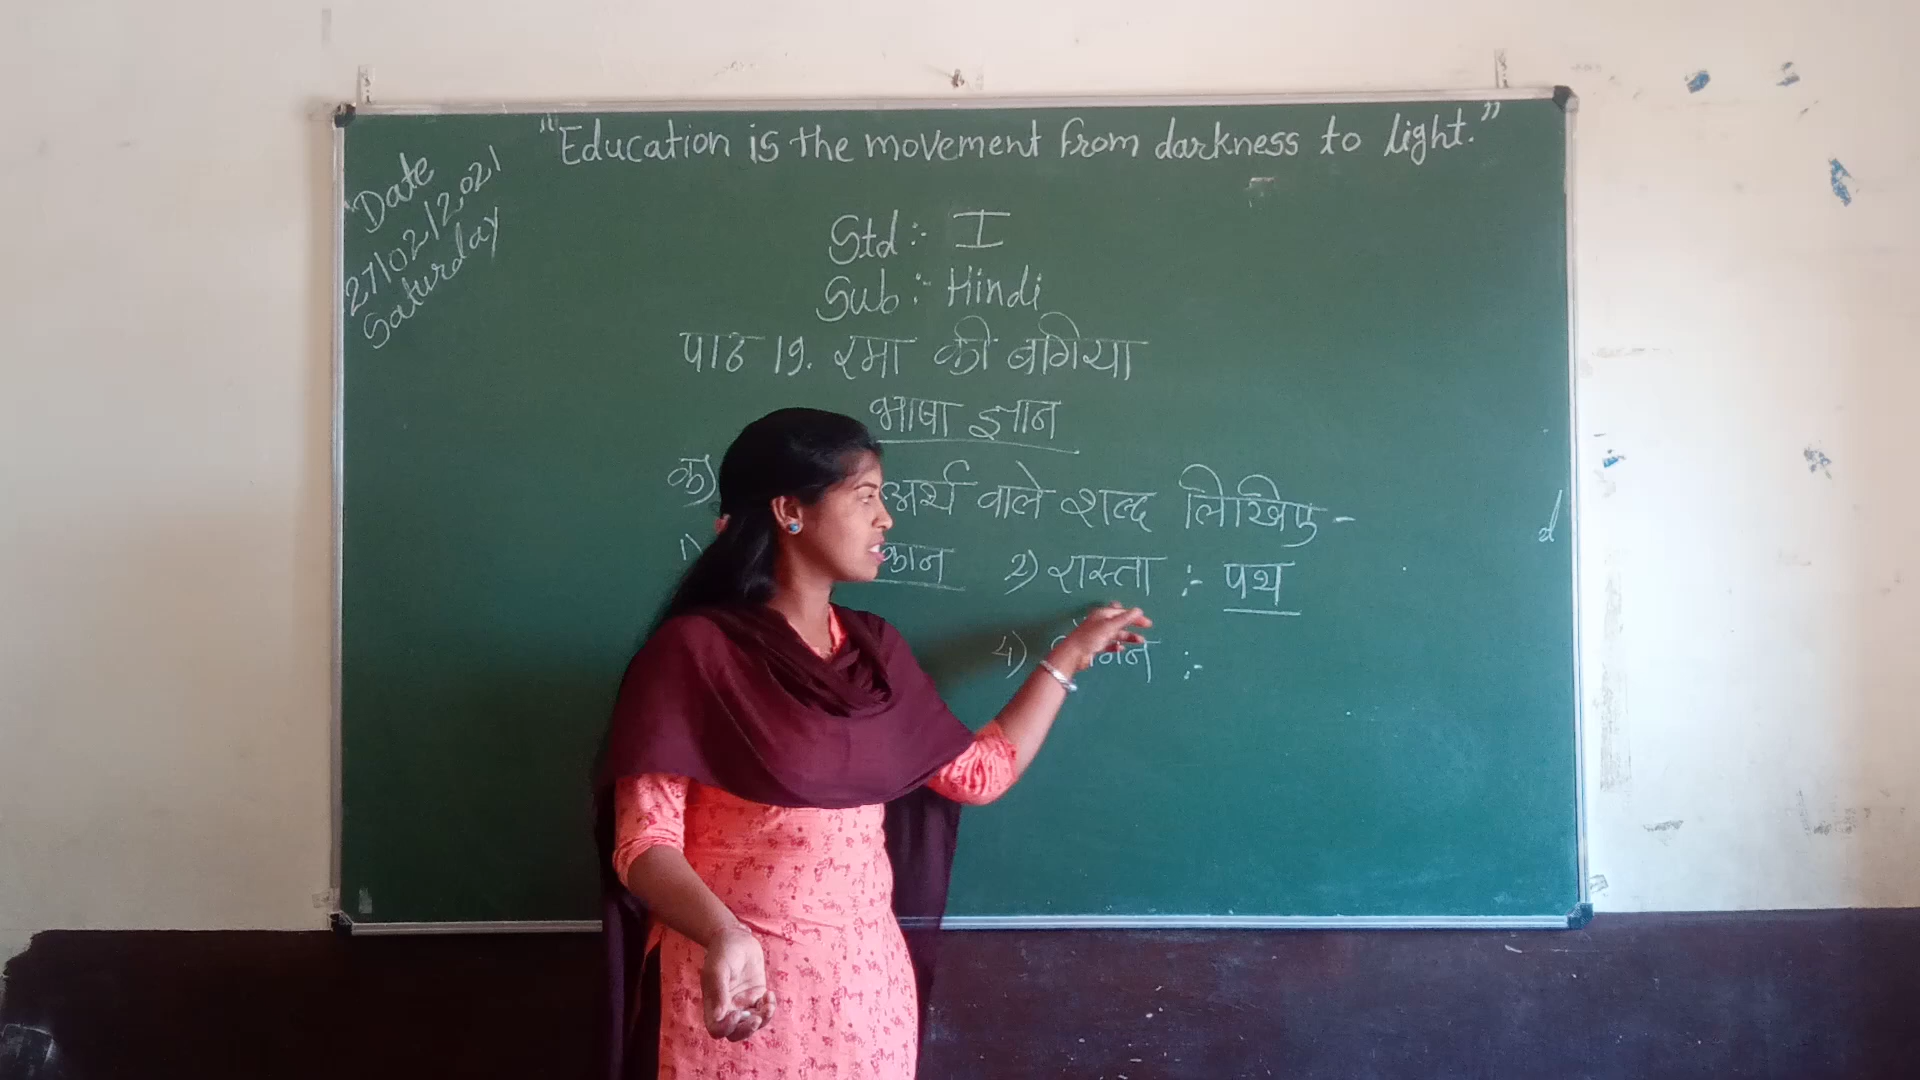 "Education is the movement from darkness to light."
Date
27/02/2021
Saturday
Std :- I
Sub :- Hindi
पाठ 19. रमा की बगिया
भाषा ज्ञान
क) अर्थ वाले शब्द लिखिए -
1) 2) रास्ता :- पथ
4) :-